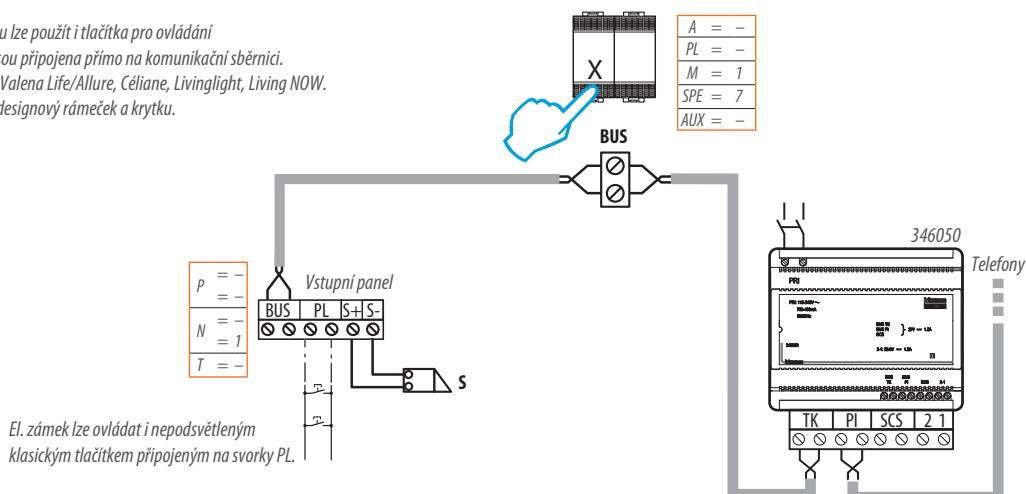 u lze použít i tlačítka pro ovládání
sou připojena přímo na komunikační sběrnici.
Valena Life/Allure, Céliane, Livinglight, Living NOW.
designový rámeček a krytku.
X
A = –
PL = –
M = 1
SPE = 7
AUX = –
BUS
346050
Telefony
P = –
= –
N = –
= 1
T = –
Vstupní panel
BUS PL S+ S-
S
El. zámek lze ovládat i nepodsvětleným
klasickým tlačítkem připojeným na svorky PL.
PRI
SCS
TK PI SCS 2 1